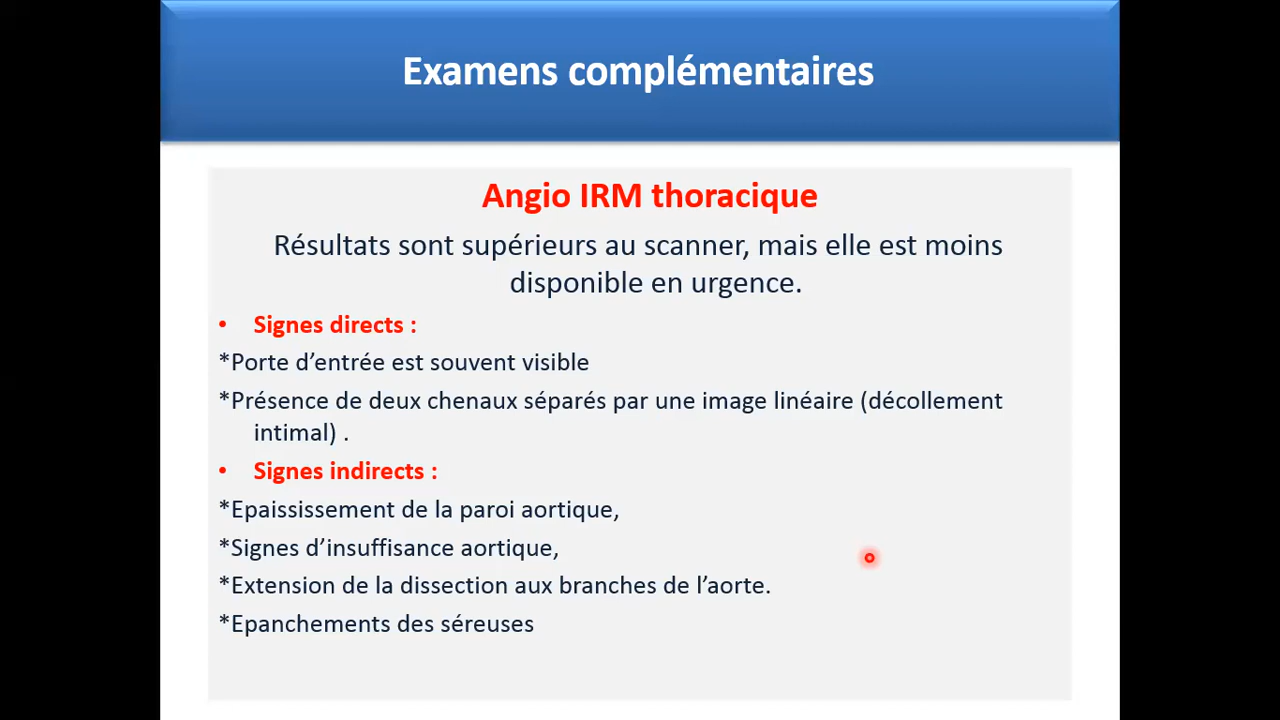 Examens complémentaires
Angio IRM thoracique
Résultats sont supérieurs au scanner, mais elle est moins
disponible en urgence.
• Signes directs :
*Porte d’entrée est souvent visible
*Présence de deux chenaux séparés par une image linéaire (décollement
intimal) .
• Signes indirects :
*Epaississement de la paroi aortique,
*Signes d’insuffisance aortique,
*Extension de la dissection aux branches de l’aorte.
*Epanchements des séreuses